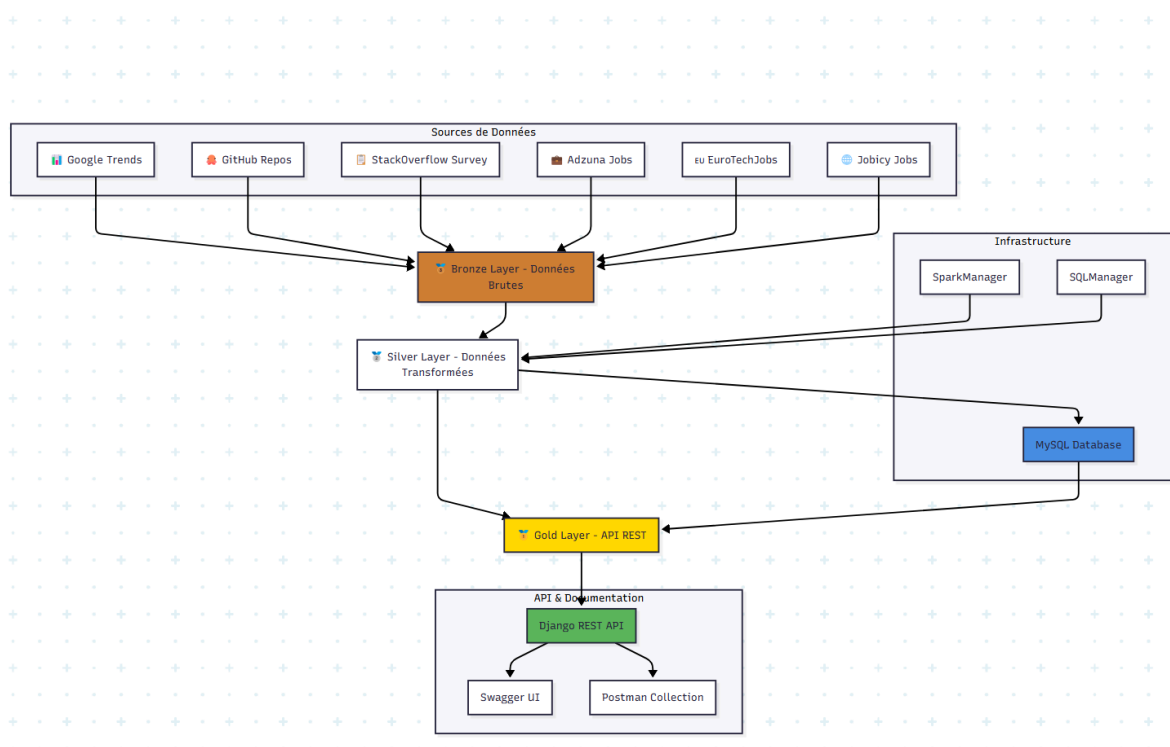 Sources de Données
Google Trends
GitHub Repos
StackOverflow Survey
Adzuna Jobs
EU EuroTechJobs
Jobicy Jobs
Infrastructure
Bronze Layer - Données
Brutes
SparkManager
SQLManager
Silver Layer - Données
Transformées
MySQL Database
Gold Layer - API REST
API & Documentation
Django REST API
Swagger UI
Postman Collection